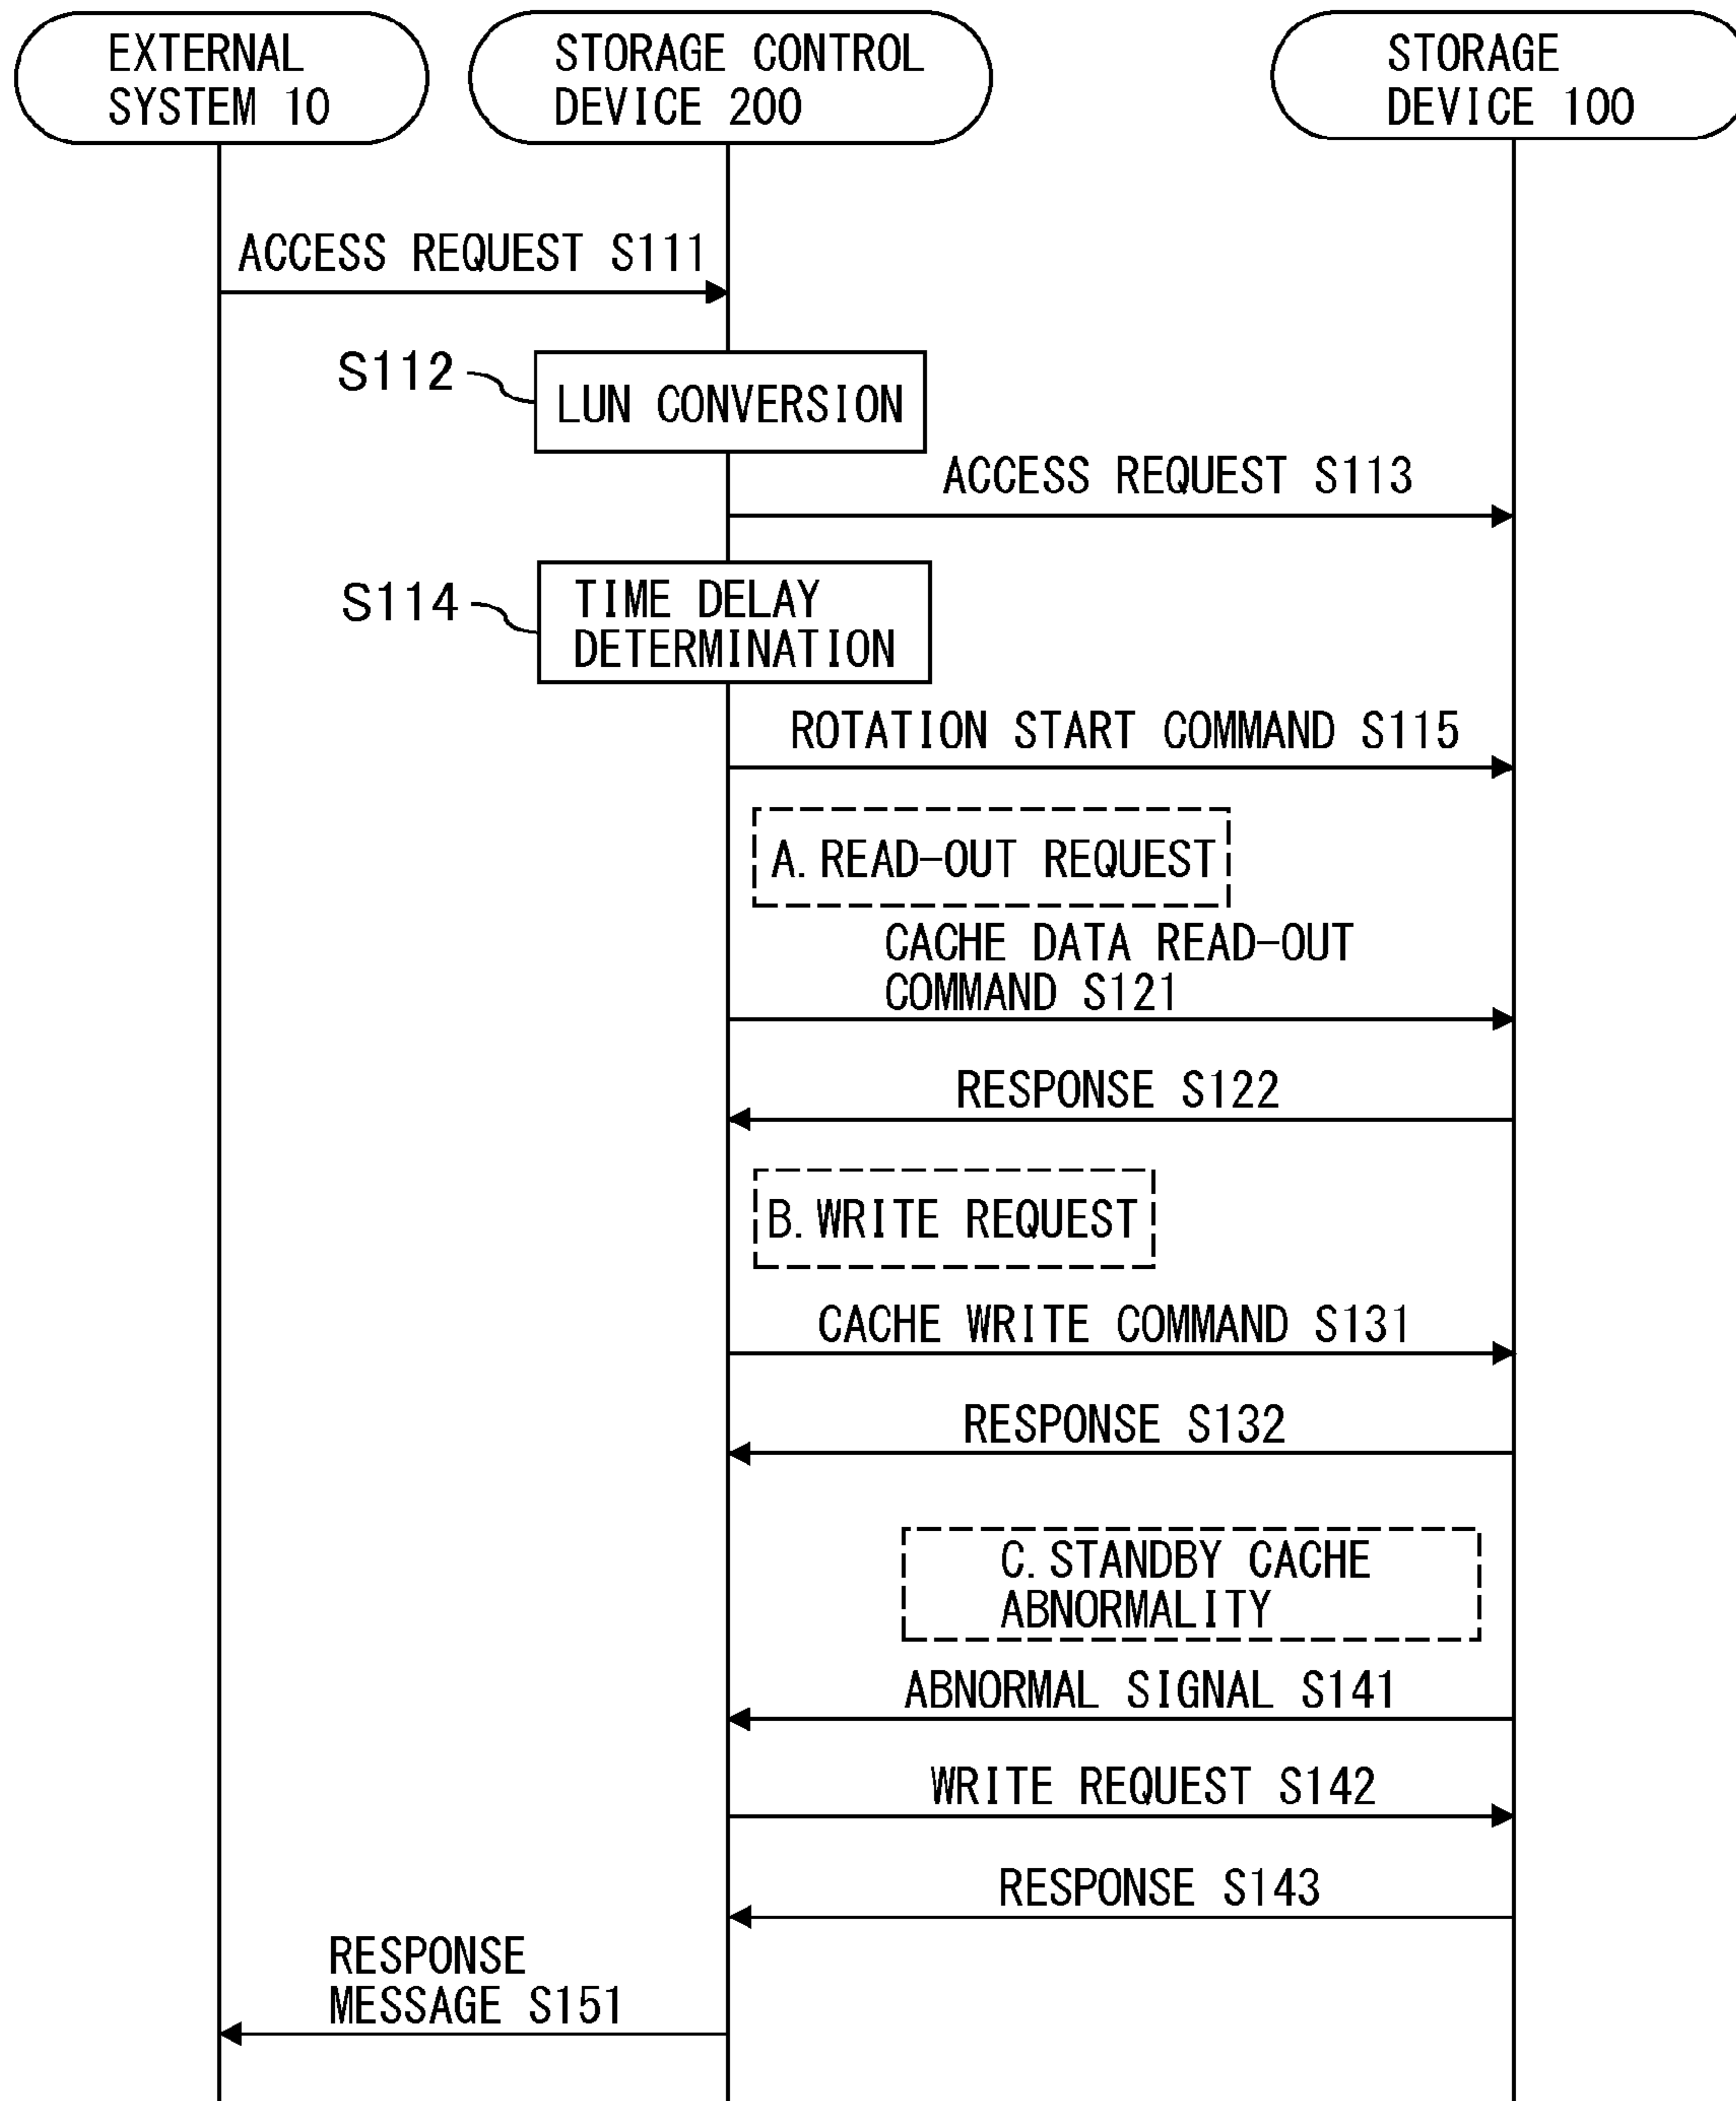 EXTERNAL
SYSTEM 10
STORAGE CONTROL
DEVICE 200
STORAGE
DEVICE 100
ACCESS REQUEST S111
S112
LUN CONVERSION
ACCESS REQUEST S113
S114
TIME DELAY
DETERMINATION
ROTATION START COMMAND S115
A. READ-OUT REQUEST
CACHE DATA READ-OUT
COMMAND S121
RESPONSE S122
B. WRITE REQUEST
CACHE WRITE COMMAND S131
RESPONSE S132
C. STANDBY CACHE
ABNORMALITY
ABNORMAL SIGNAL S141
WRITE REQUEST S142
RESPONSE S143
RESPONSE
MESSAGE S151